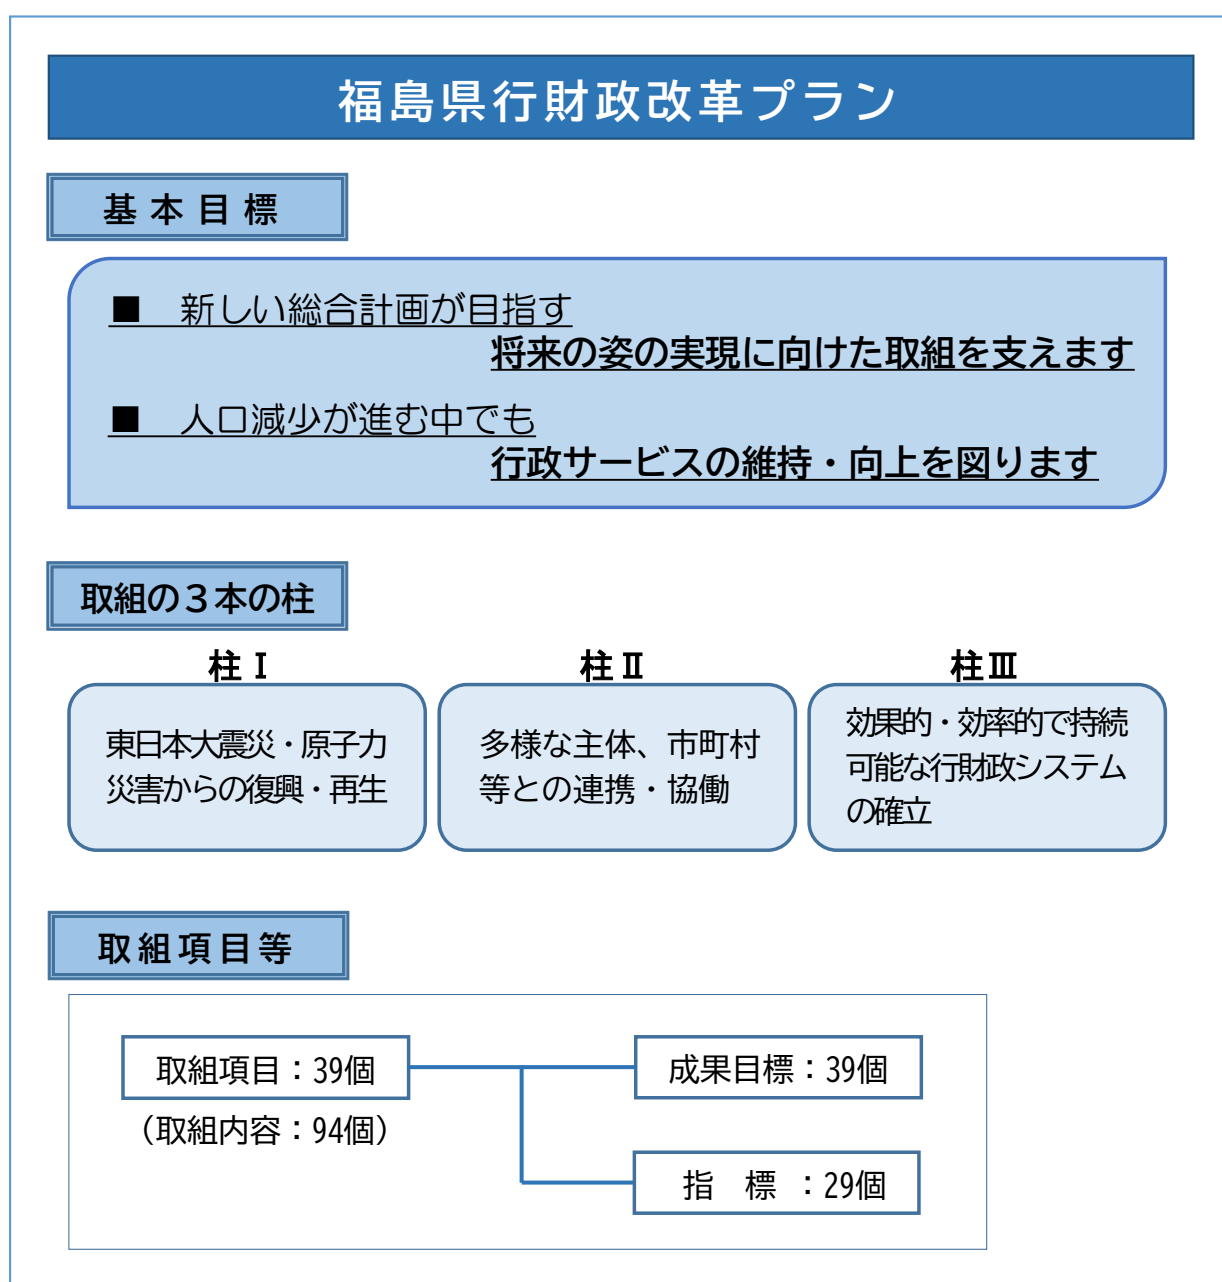 福島県行財政改革プラン
基本目標
■ 新しい総合計画が目指す
将来の姿の実現に向けた取組を支えます
■ 人口減少が進む中でも
行政サービスの維持・向上を図ります
取組の３本の柱
柱Ⅰ
東日本大震災・原子力
災害からの復興・再生
柱Ⅱ
多様な主体、市町村
等との連携・協働
柱Ⅲ
効果的・効率的で持続
可能な行財政システム
の確立
取組項目等
取組項目：39個
（取組内容：94個）
成果目標：39個
指　標　：29個